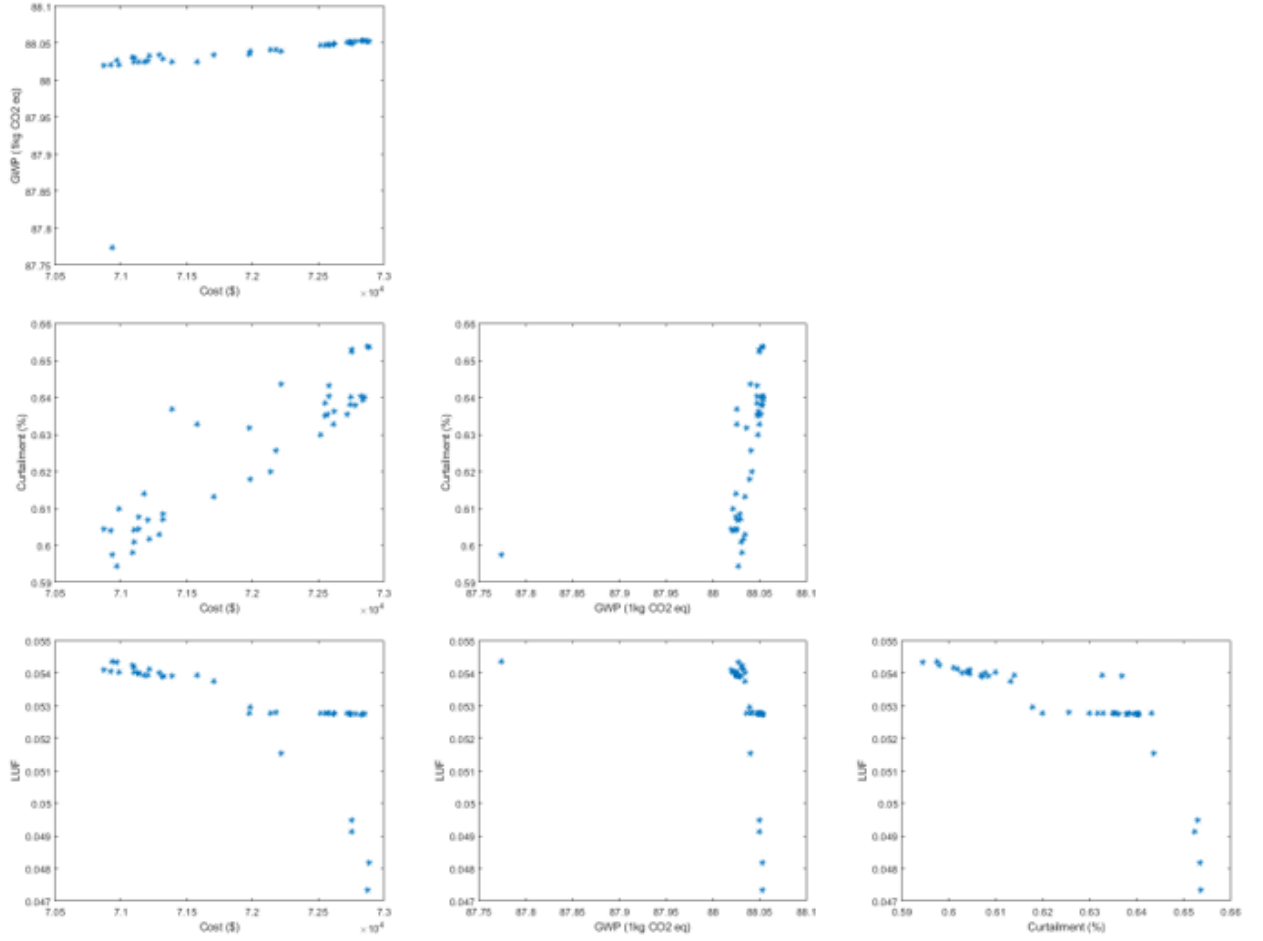 88.1
88.05
88
87.95
87.9
87.85
87.8
87.75
GWP (1kg CO2 eq)
7.05 7.1 7.15 7.2 7.25 7.3
Cost ($) ×10⁴
0.66
0.65
0.64
0.63
0.62
0.61
0.6
0.59
Curtailment (%)
7.05 7.1 7.15 7.2 7.25 7.3
Cost ($) ×10⁴
0.66
0.65
0.64
0.63
0.62
0.61
0.6
0.59
Curtailment (%)
87.75 87.8 87.85 87.9 87.95 88 88.05 88.1
GWP (1kg CO2 eq)
0.055
0.054
0.053
0.052
0.051
0.05
0.049
0.048
0.047
LUF
7.05 7.1 7.15 7.2 7.25 7.3
Cost ($) ×10⁴
0.055
0.054
0.053
0.052
0.051
0.05
0.049
0.048
0.047
LUF
87.75 87.8 87.85 87.9 87.95 88 88.05 88.1
GWP (1kg CO2 eq)
0.055
0.054
0.053
0.052
0.051
0.05
0.049
0.048
0.047
LUF
0.59 0.6 0.61 0.62 0.63 0.64 0.65 0.66
Curtailment (%)